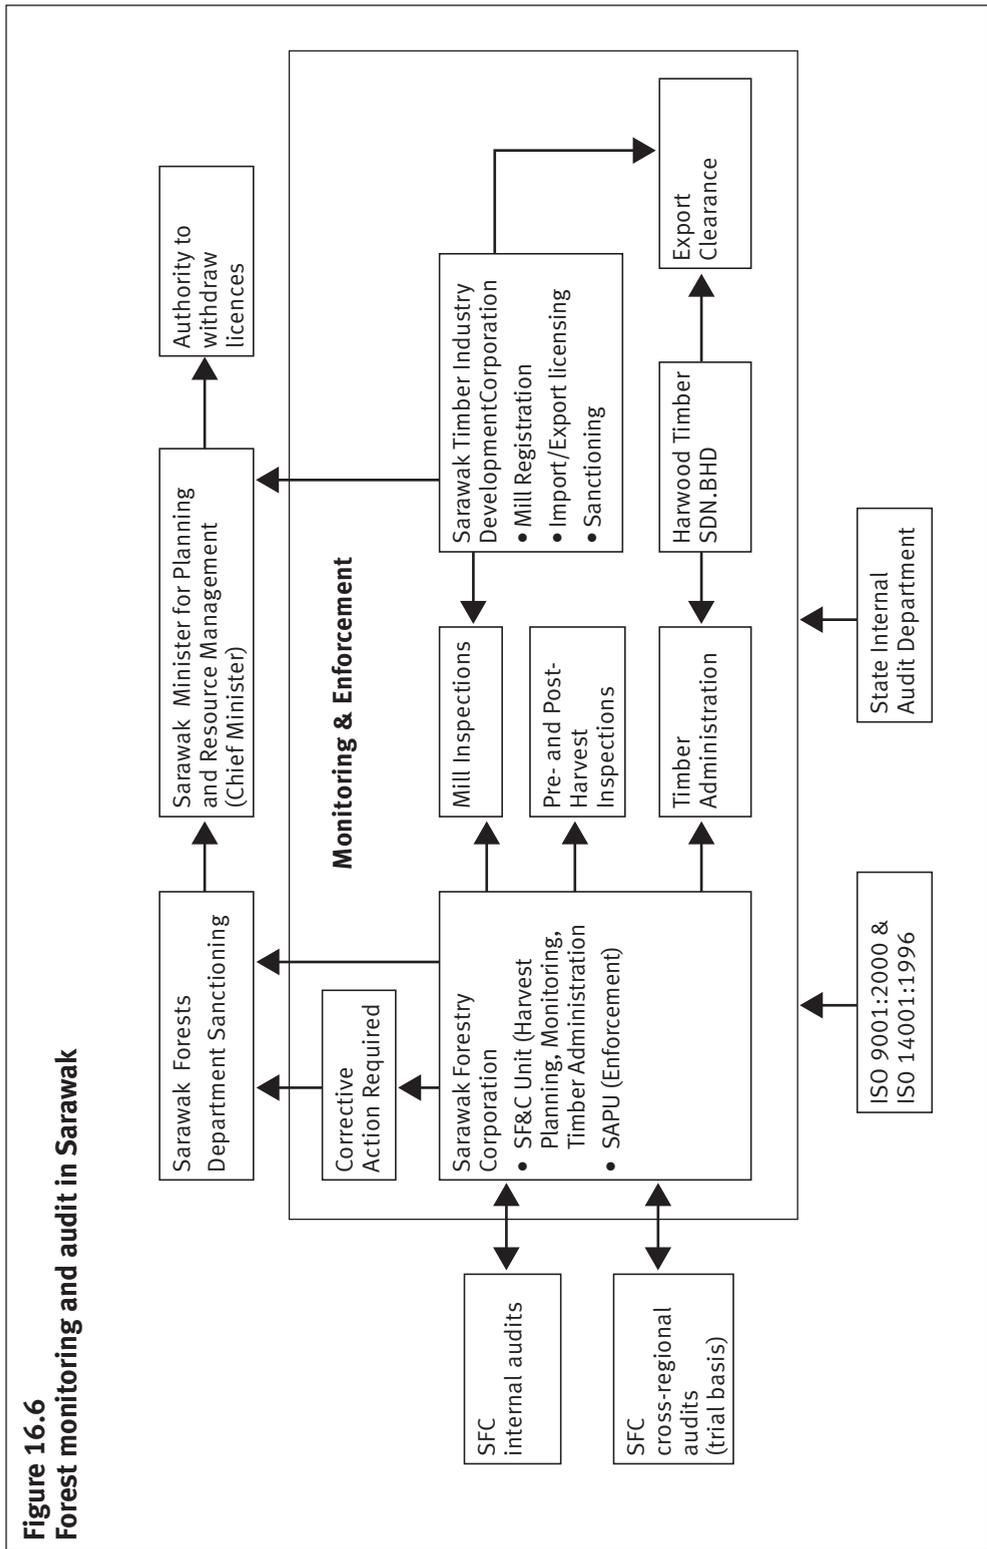 Figure 16.6
Forest monitoring and audit in Sarawak
Sarawak Forests
Department Sanctioning
Sarawak Minister for Planning
and Resource Management
(Chief Minister)
Authority to
withdraw
licences
Corrective
Action Required
Monitoring & Enforcement
SFC
internal audits
SFC
cross-regional
audits
(trial basis)
Sarawak Forestry
Corporation
• SF&C Unit (Harvest
Planning, Monitoring,
Timber Administration
• SAPU (Enforcement)
Mill Inspections
Pre- and Post-
Harvest
Inspections
Timber
Administration
Sarawak Timber Industry
DevelopmentCorporation
• Mill Registration
• Import/Export licensing
• Sanctioning
Harwood Timber
SDN.BHD
Export
Clearance
ISO 9001:2000 &
ISO 14001:1996
State Internal
Audit Department